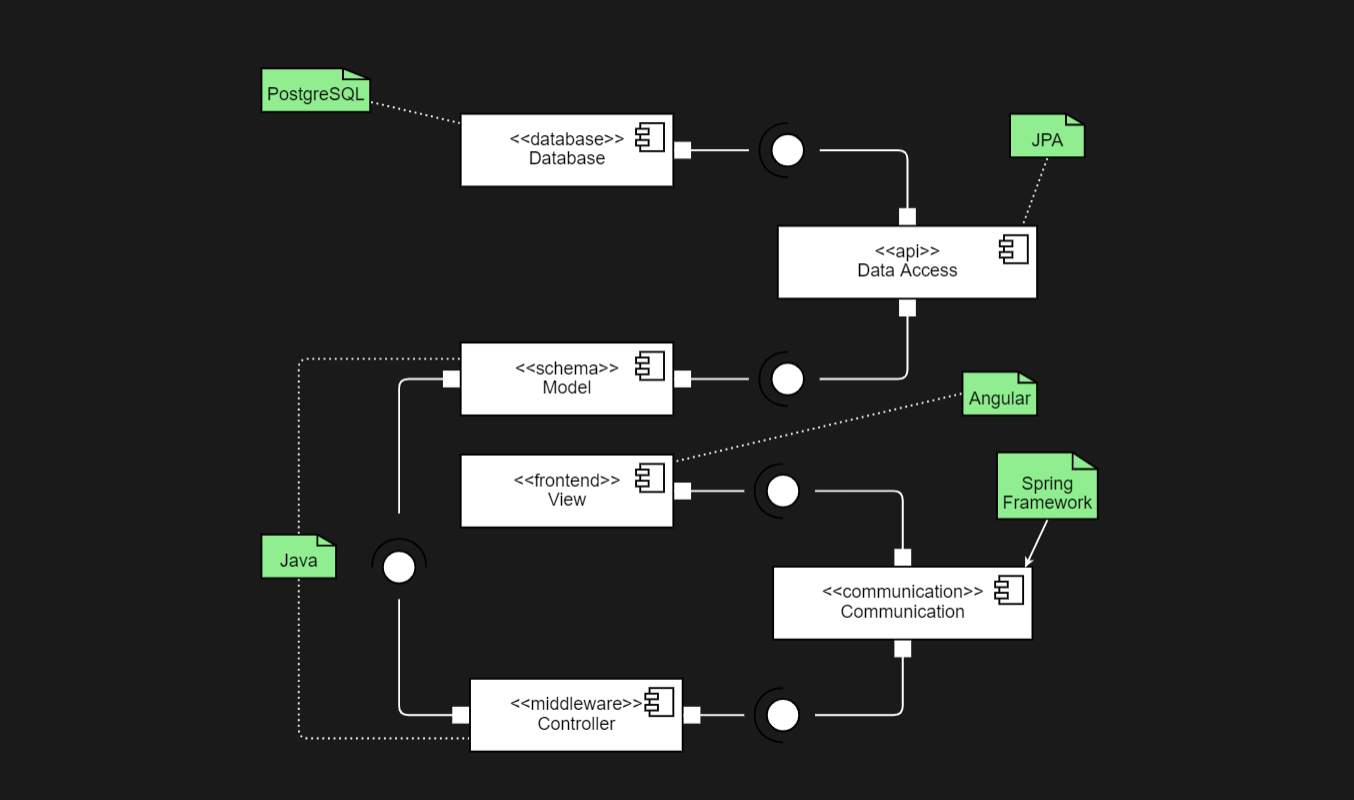 PostgreSQL
<<database>>
Database
JPA
<<api>>
Data Access
<<schema>>
Model
Angular
<<frontend>>
View
Spring
Framework
Java
<<communication>>
Communication
<<middleware>>
Controller